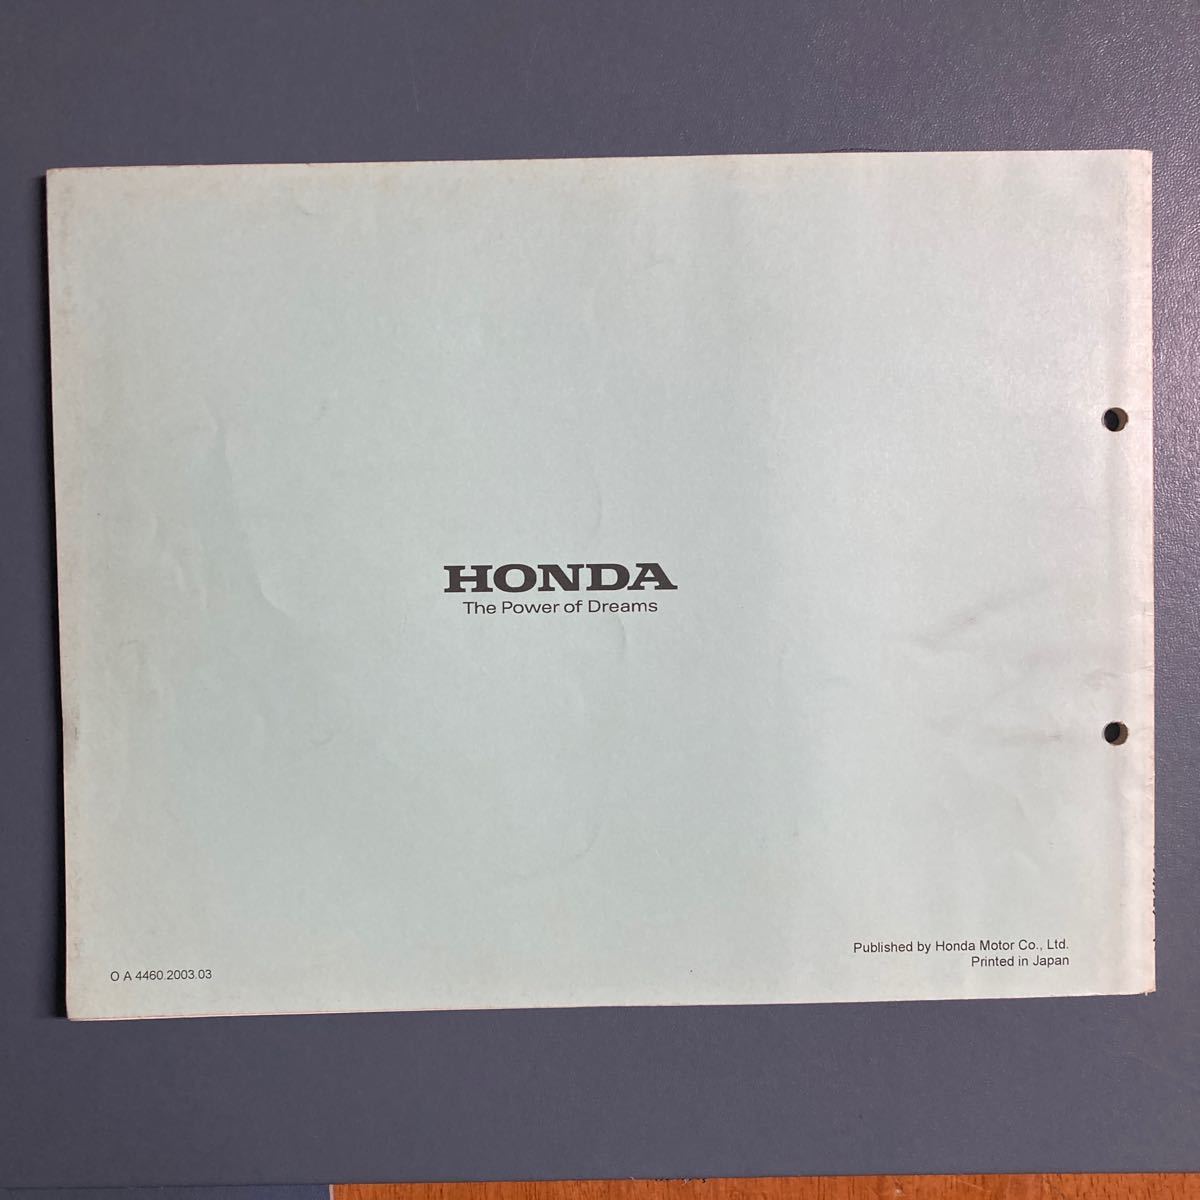 HONDA
The Power of Dreams
Published by Honda Motor Co., Ltd.
Printed in Japan
O A 4460.2003.03